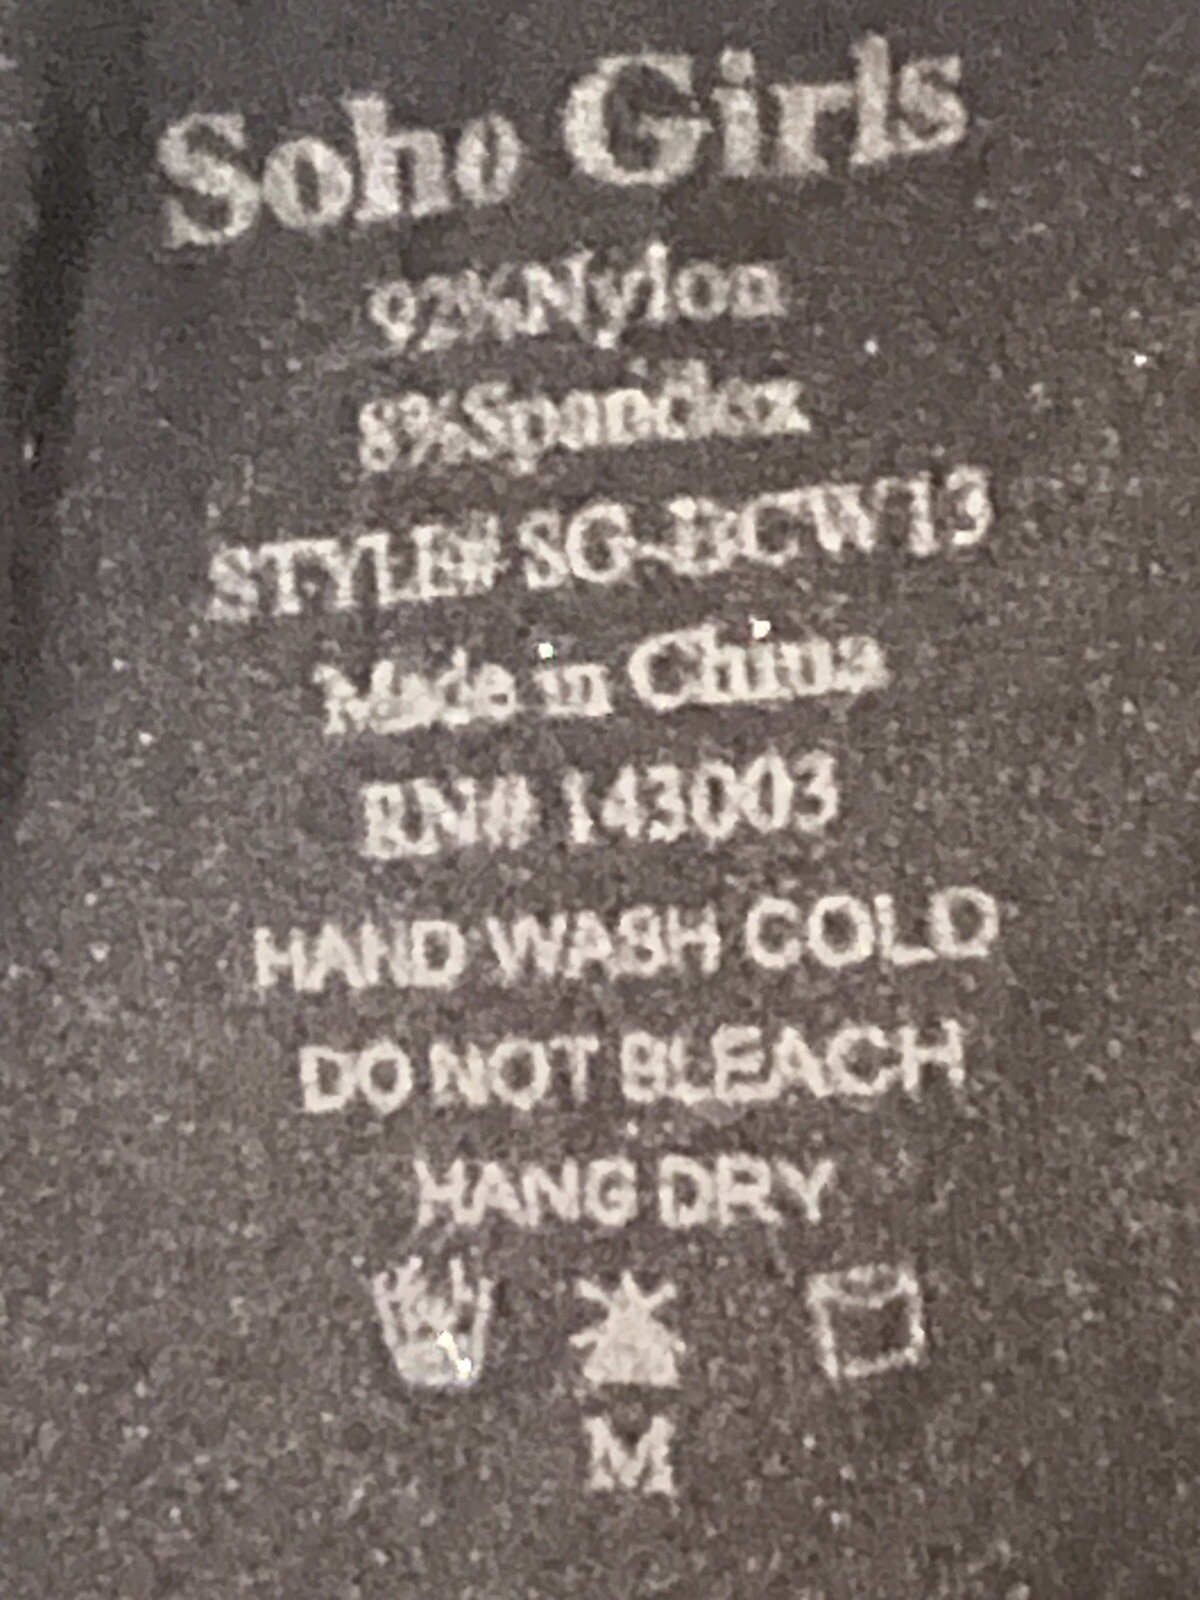 Soho Girls
92%Nylon
8%Spandex
STYLE# SG-BCW13
Made in China
RN# 143003
HAND WASH COLD
DO NOT BLEACH
HANG DRY
M